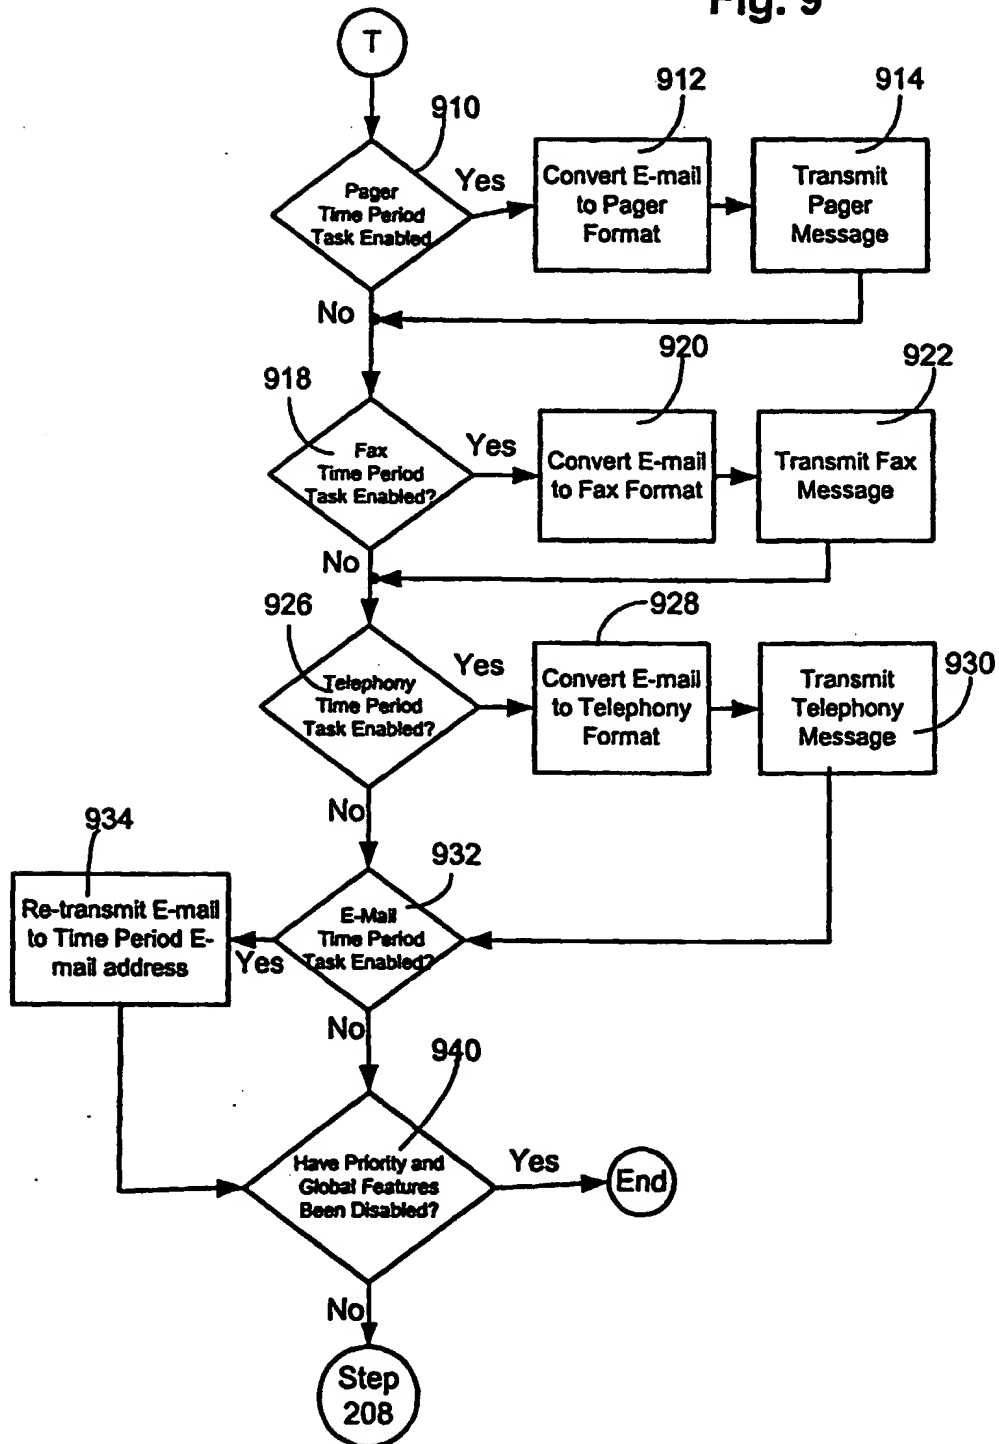 Fig. 9
T
910
912
914
Pager
Time Period
Task Enabled
Yes
Convert E-mail
to Pager
Format
Transmit
Pager
Message
No
918
920
922
Fax
Time Period
Task Enabled?
Yes
Convert E-mail
to Fax Format
Transmit Fax
Message
No
926
928
930
Telephony
Time Period
Task Enabled?
Yes
Convert E-mail
to Telephony
Format
Transmit
Telephony
Message
No
934
932
Re-transmit E-mail
to Time Period E-
mail address
Yes
E-Mail
Time Period
Task Enabled?
No
940
Have Priority and
Global Features
Been Disabled?
Yes
End
No
Step
208